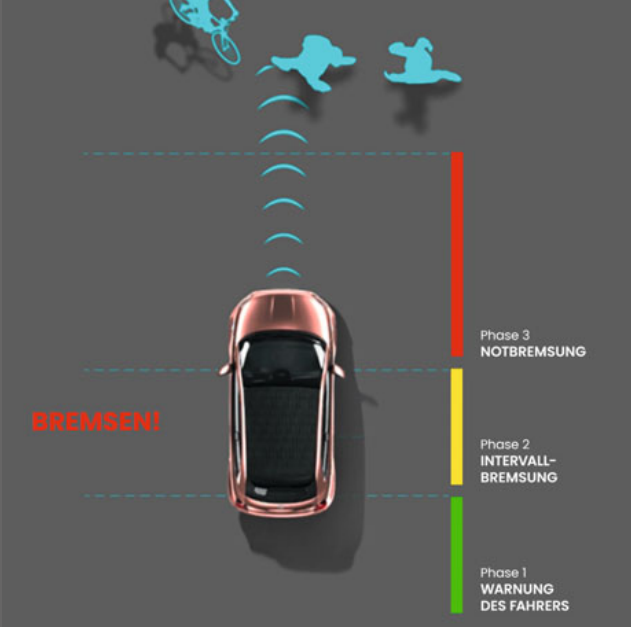 Phase 3
NOTBREMSUNG
BREMSEN!
Phase 2
INTERVALL-
BREMSUNG
Phase 1
WARNUNG
DES FAHRERS